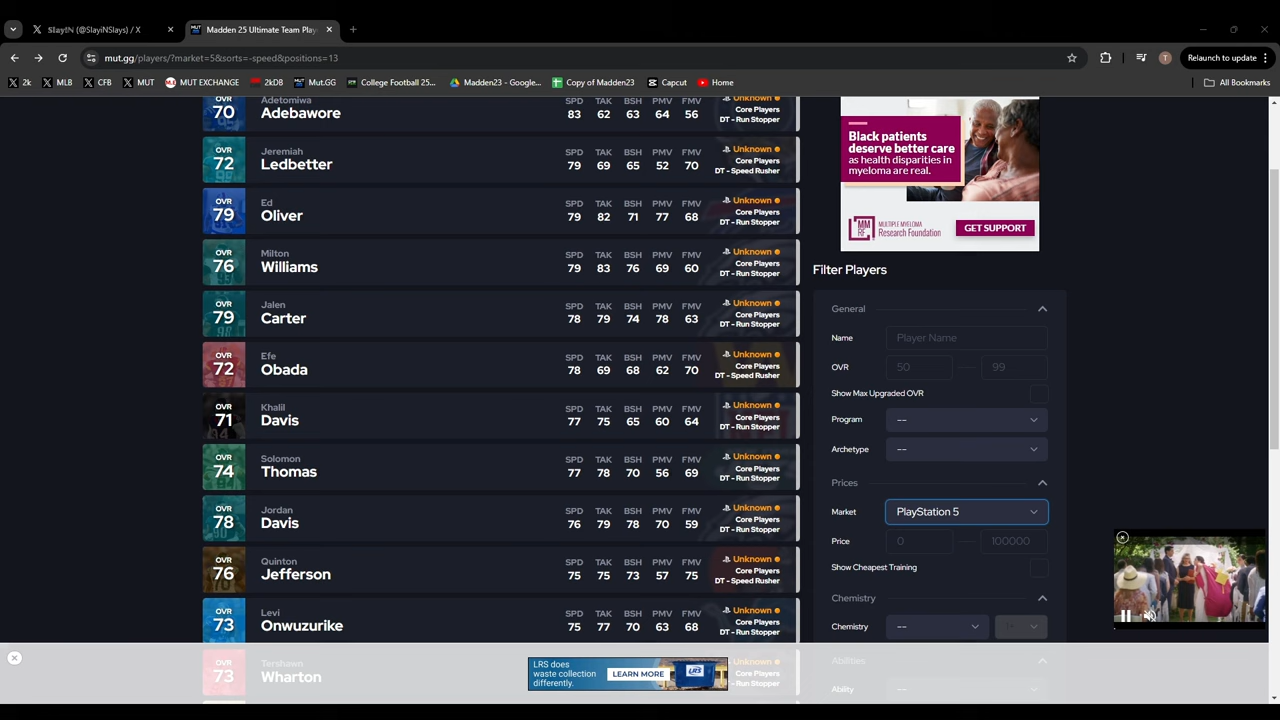 SlayiN (@SlayiNSlays) / X
Madden 25 Ultimate Team Play
mut.gg/players/?market=5&sorts=-speed&positions=13
T
Relaunch to update
2k
MLB
CFB
MUT
MUT EXCHANGE
2kDB
Mut.GG
College Football 25...
Madden23 - Google...
Copy of Madden23
Capcut
Home
All Bookmarks
OVR
70
Adetomiwa
Adebawore
SPD TAK BSH PMV FMV
83 62 63 64 56
Unknown
Core Players
DT - Run Stopper
OVR
72
Jeremiah
Ledbetter
SPD TAK BSH PMV FMV
79 69 65 52 70
Unknown
Core Players
DT - Speed Rusher
OVR
79
Ed
Oliver
SPD TAK BSH PMV FMV
79 82 71 77 68
Unknown
Core Players
DT - Run Stopper
OVR
76
Milton
Williams
SPD TAK BSH PMV FMV
79 83 76 69 60
Unknown
Core Players
DT - Run Stopper
OVR
79
Jalen
Carter
SPD TAK BSH PMV FMV
78 79 74 78 63
Unknown
Core Players
DT - Run Stopper
OVR
72
Efe
Obada
SPD TAK BSH PMV FMV
78 69 68 62 70
Unknown
Core Players
DT - Speed Rusher
OVR
71
Khalil
Davis
SPD TAK BSH PMV FMV
77 75 65 60 64
Unknown
Core Players
DT - Run Stopper
OVR
74
Solomon
Thomas
SPD TAK BSH PMV FMV
77 78 70 56 69
Unknown
Core Players
DT - Run Stopper
OVR
78
Jordan
Davis
SPD TAK BSH PMV FMV
76 79 78 70 59
Unknown
Core Players
DT - Run Stopper
OVR
76
Quinton
Jefferson
SPD TAK BSH PMV FMV
75 75 73 57 75
Unknown
Core Players
DT - Speed Rusher
OVR
73
Levi
Onwuzurike
SPD TAK BSH PMV FMV
75 77 70 63 68
Unknown
Core Players
DT - Run Stopper
OVR
73
Tershawn
Wharton
Unknown
Core Players
DT - Run Stopper
Black patients
deserve better care
as health disparities in
myeloma are real.
MM
RF
MULTIPLE MYELOMA
Research Foundation
GET SUPPORT
Filter Players
General
Name
Player Name
OVR
50
99
Show Max Upgraded OVR
Program
--
Archetype
--
Prices
Market
PlayStation 5
Price
0
100000
Show Cheapest Training
Chemistry
Chemistry
--
1+
Abilities
Ability
--
LRS does
waste collection
differently.
LEARN MORE
LRS